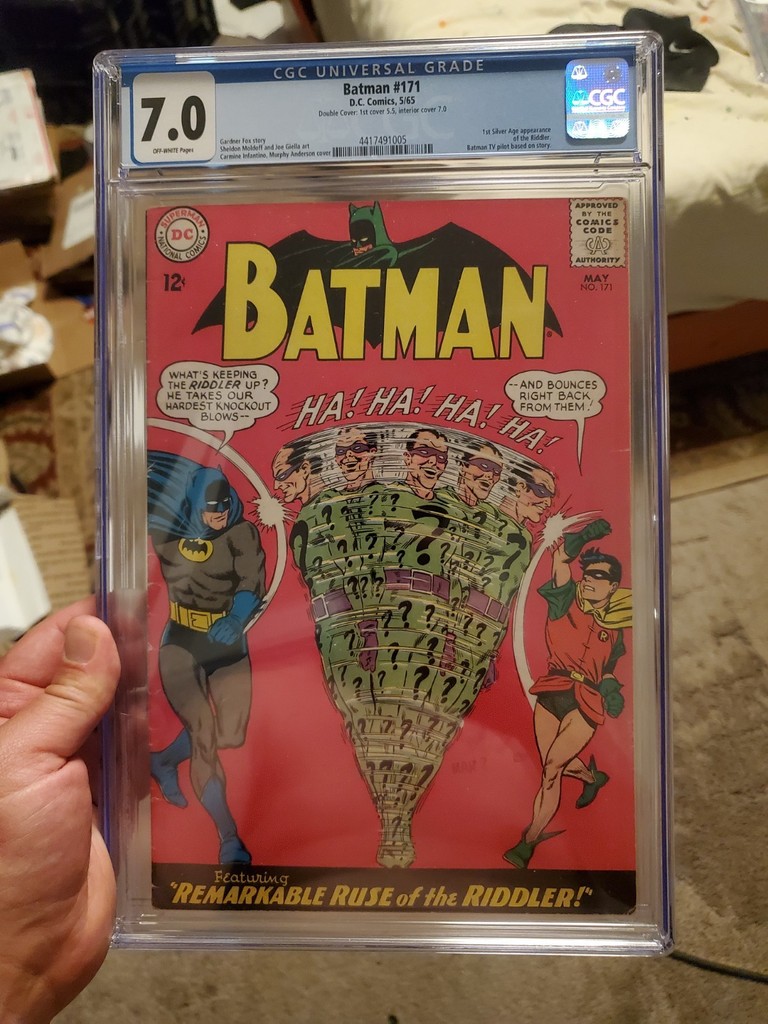 CGC UNIVERSAL GRADE
Batman #171
D.C. Comics, 5/65
Double Cover: 1st cover 5.5, interior cover 7.0
7.0
OFF-WHITE Pages
Gardner Fox story
Sheldon Moldoff and Joe Giella art
Carmine Infantino, Murphy Anderson cover
4417491005
1st Silver Age appearance
of the Riddler.
Batman TV pilot based on story.
CGC
SUPERMAN
DC
NATIONAL COMICS
12¢
BATMAN
APPROVED
BY THE
COMICS
CODE
CA
AUTHORITY
MAY
NO. 171
WHAT'S KEEPING
THE RIDDLER UP?
HE TAKES OUR
HARDEST KNOCKOUT
BLOWS--
HA! HA! HA! HA!
--AND BOUNCES
RIGHT BACK
FROM THEM!
R
Featuring
"REMARKABLE RUSE of the RIDDLER!"